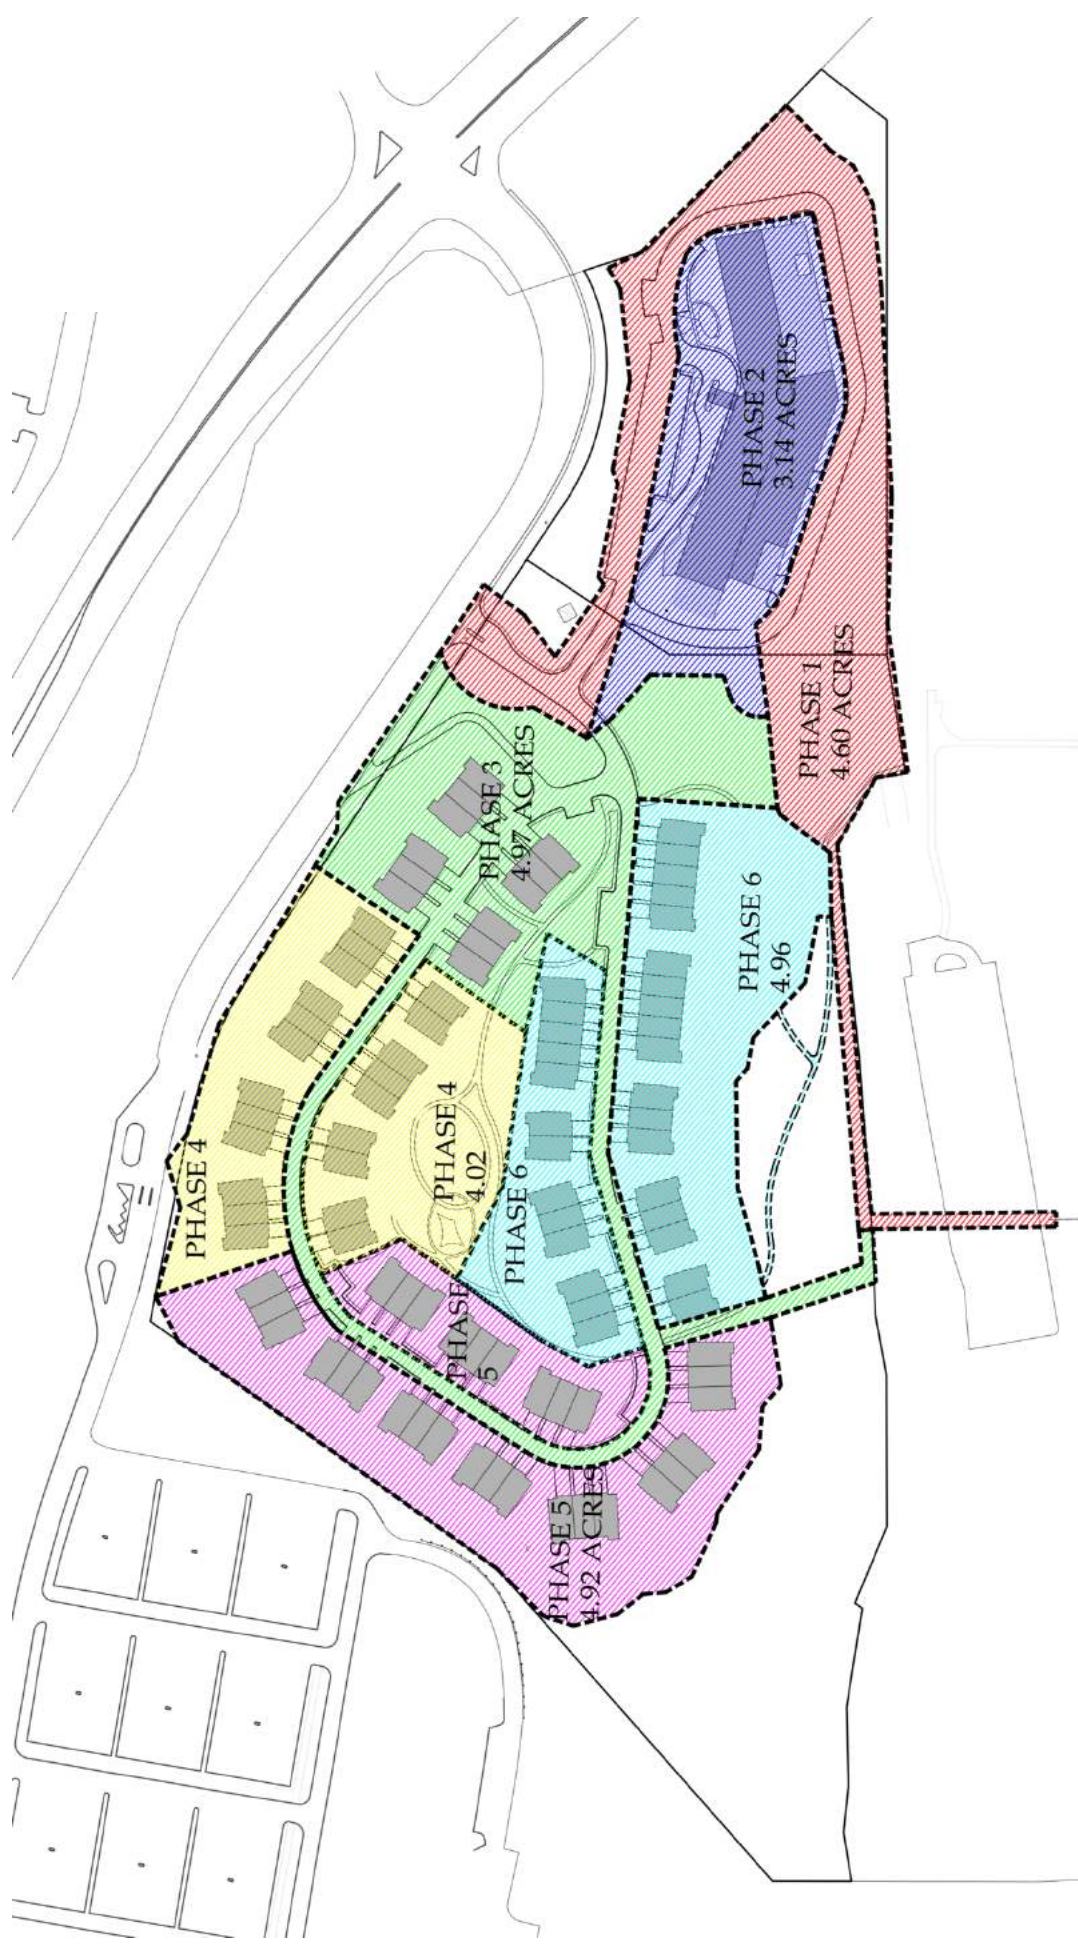 PHASE 2
3.14 ACRES
PHASE 1
4.60 ACRES
PHASE 3
4.97 ACRES
PHASE 6
4.96
PHASE 4
PHASE 4
4.02
PHASE 6
PHASE
5
PHASE 5
4.92 ACRES